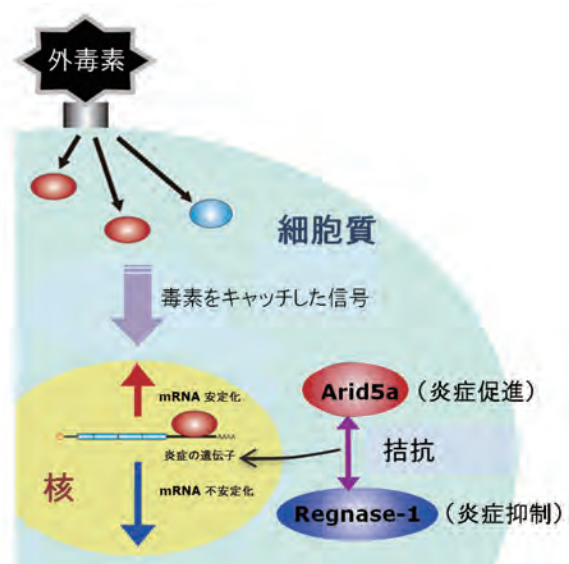 外毒素
細胞質
毒素をキャッチした信号
mRNA 安定化
Arid5a（炎症促進）
AAAA
炎症の遺伝子
拮抗
核
mRNA 不安定化
Regnase-1（炎症抑制）